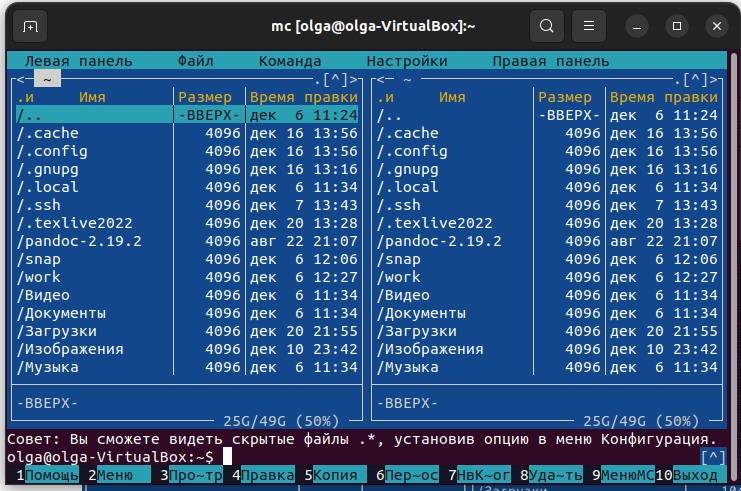 mc [olga@olga-VirtualBox]:~
Левая панель Файл Команда Настройки Правая панель
<─ ~ ─.[^]> <─ ~ ─.[^]>
.и Имя Размер Время правки .и Имя Размер Время правки
/.. -ВВЕРХ- дек 6 11:24 /.. -ВВЕРХ- дек 6 11:24
/.cache 4096 дек 16 13:56 /.cache 4096 дек 16 13:56
/.config 4096 дек 16 13:56 /.config 4096 дек 16 13:56
/.gnupg 4096 дек 16 13:16 /.gnupg 4096 дек 16 13:16
/.local 4096 дек 6 11:34 /.local 4096 дек 6 11:34
/.ssh 4096 дек 7 13:43 /.ssh 4096 дек 7 13:43
/.texlive2022 4096 дек 20 13:28 /.texlive2022 4096 дек 20 13:28
/pandoc-2.19.2 4096 авг 22 21:07 /pandoc-2.19.2 4096 авг 22 21:07
/snap 4096 дек 6 12:06 /snap 4096 дек 6 12:06
/work 4096 дек 6 12:27 /work 4096 дек 6 12:27
/Видео 4096 дек 6 11:34 /Видео 4096 дек 6 11:34
/Документы 4096 дек 6 11:34 /Документы 4096 дек 6 11:34
/Загрузки 4096 дек 20 21:55 /Загрузки 4096 дек 20 21:55
/Изображения 4096 дек 10 23:42 /Изображения 4096 дек 10 23:42
/Музыка 4096 дек 6 11:34 /Музыка 4096 дек 6 11:34
-ВВЕРХ- -ВВЕРХ-
25G/49G (50%) 25G/49G (50%)
Совет: Вы сможете видеть скрытые файлы .*, установив опцию в меню Конфигурация.
olga@olga-VirtualBox:~$ [^]
1Помощь 2Меню 3Про~тр 4Правка 5Копия 6Пер~ос 7НвК~ог 8Уда~ть 9МенюMC 10Выход